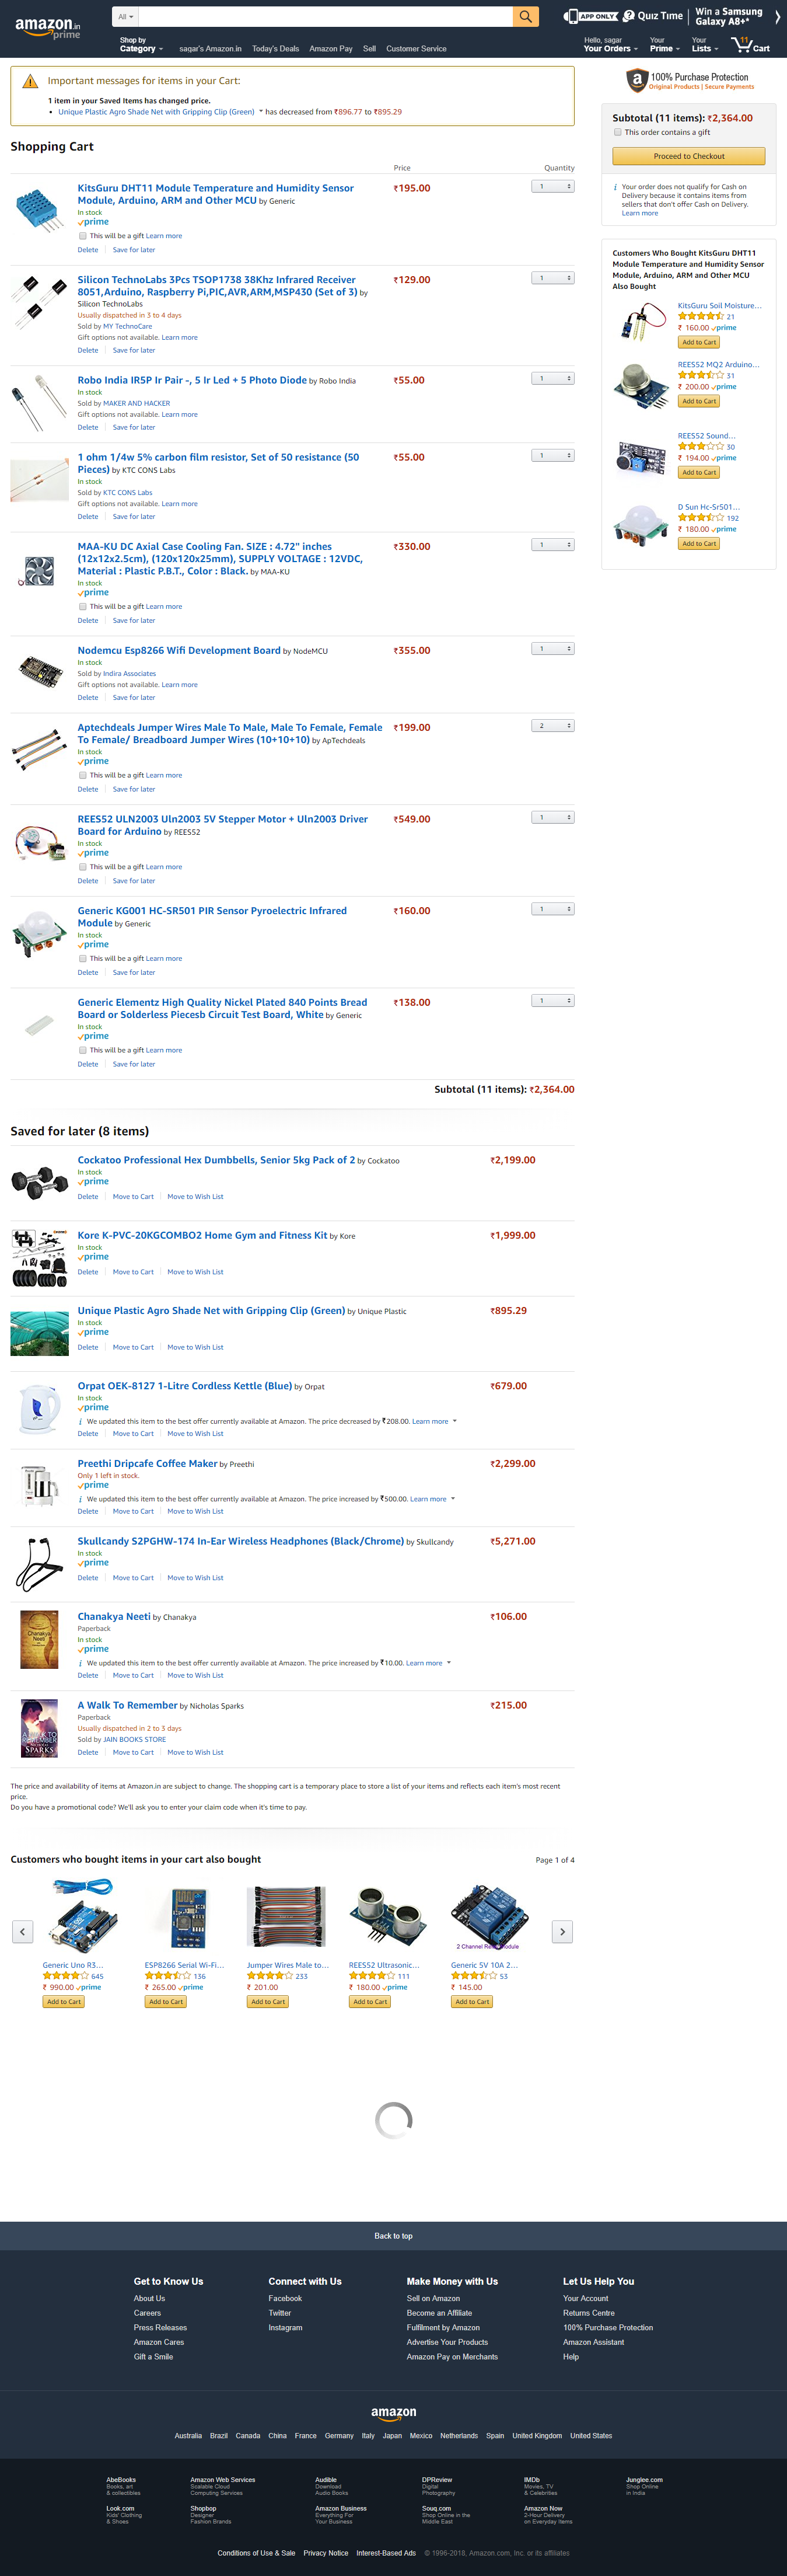 amazon.in
prime
All
APP ONLY
Quiz Time
Win a Samsung
Galaxy A8+*
Shop by
Category
sagar's Amazon.in Today's Deals Amazon Pay Sell Customer Service
Hello, sagar
Your Orders
Your
Prime
Your
Lists
11
Cart
Important messages for items in your Cart:
1 item in your Saved Items has changed price.
• Unique Plastic Agro Shade Net with Gripping Clip (Green) has decreased from ₹896.77 to ₹895.29
100% Purchase Protection
Original Products | Secure Payments
Subtotal (11 items): ₹2,364.00
This order contains a gift
Proceed to Checkout
Your order does not qualify for Cash on
Delivery because it contains items from
sellers that don't offer Cash on Delivery.
Learn more
Customers Who Bought KitsGuru DHT11
Module Temperature and Humidity Sensor
Module, Arduino, ARM and Other MCU
Also Bought
KitsGuru Soil Moisture...
21
₹ 160.00 prime
Add to Cart
REES52 MQ2 Arduino...
31
₹ 200.00 prime
Add to Cart
REES52 Sound...
30
₹ 194.00 prime
Add to Cart
D Sun Hc-Sr501...
192
₹ 180.00 prime
Add to Cart
Shopping Cart
Price Quantity
KitsGuru DHT11 Module Temperature and Humidity Sensor
Module, Arduino, ARM and Other MCU by Generic
₹195.00
1
In stock
prime
This will be a gift Learn more
Delete Save for later
Silicon TechnoLabs 3Pcs TSOP1738 38Khz Infrared Receiver
8051,Arduino, Raspberry Pi,PIC,AVR,ARM,MSP430 (Set of 3) by
Silicon TechnoLabs
₹129.00
1
Usually dispatched in 3 to 4 days
Sold by MY TechnoCare
Gift options not available. Learn more
Delete Save for later
Robo India IR5P Ir Pair -, 5 Ir Led + 5 Photo Diode by Robo India
₹55.00
1
In stock
Sold by MAKER AND HACKER
Gift options not available. Learn more
Delete Save for later
1 ohm 1/4w 5% carbon film resistor, Set of 50 resistance (50
Pieces) by KTC CONS Labs
₹55.00
1
In stock
Sold by KTC CONS Labs
Gift options not available. Learn more
Delete Save for later
MAA-KU DC Axial Case Cooling Fan. SIZE : 4.72" inches
(12x12x2.5cm), (120x120x25mm), SUPPLY VOLTAGE : 12VDC,
Material : Plastic P.B.T., Color : Black. by MAA-KU
₹330.00
1
In stock
prime
This will be a gift Learn more
Delete Save for later
Nodemcu Esp8266 Wifi Development Board by NodeMCU
₹355.00
1
In stock
Sold by Indira Associates
Gift options not available. Learn more
Delete Save for later
Aptechdeals Jumper Wires Male To Male, Male To Female, Female
To Female/ Breadboard Jumper Wires (10+10+10) by ApTechdeals
₹199.00
2
In stock
prime
This will be a gift Learn more
Delete Save for later
REES52 ULN2003 Uln2003 5V Stepper Motor + Uln2003 Driver
Board for Arduino by REES52
₹549.00
1
In stock
prime
This will be a gift Learn more
Delete Save for later
Generic KG001 HC-SR501 PIR Sensor Pyroelectric Infrared
Module by Generic
₹160.00
1
In stock
prime
This will be a gift Learn more
Delete Save for later
Generic Elementz High Quality Nickel Plated 840 Points Bread
Board or Solderless Piecesb Circuit Test Board, White by Generic
₹138.00
1
In stock
prime
This will be a gift Learn more
Delete Save for later
Subtotal (11 items): ₹2,364.00
Saved for later (8 items)
Cockatoo Professional Hex Dumbbells, Senior 5kg Pack of 2 by Cockatoo
₹2,199.00
In stock
prime
Delete Move to Cart Move to Wish List
Kore K-PVC-20KGCOMBO2 Home Gym and Fitness Kit by Kore
₹1,999.00
In stock
prime
Delete Move to Cart Move to Wish List
Unique Plastic Agro Shade Net with Gripping Clip (Green) by Unique Plastic
₹895.29
In stock
prime
Delete Move to Cart Move to Wish List
Orpat OEK-8127 1-Litre Cordless Kettle (Blue) by Orpat
₹679.00
In stock
prime
We updated this item to the best offer currently available at Amazon. The price decreased by ₹208.00. Learn more
Delete Move to Cart Move to Wish List
Preethi Dripcafe Coffee Maker by Preethi
₹2,299.00
Only 1 left in stock.
prime
We updated this item to the best offer currently available at Amazon. The price increased by ₹500.00. Learn more
Delete Move to Cart Move to Wish List
Skullcandy S2PGHW-174 In-Ear Wireless Headphones (Black/Chrome) by Skullcandy
₹5,271.00
In stock
prime
Delete Move to Cart Move to Wish List
Chanakya Neeti by Chanakya
₹106.00
Paperback
In stock
prime
We updated this item to the best offer currently available at Amazon. The price increased by ₹10.00. Learn more
Delete Move to Cart Move to Wish List
A Walk To Remember by Nicholas Sparks
₹215.00
Paperback
Usually dispatched in 2 to 3 days
Sold by JAIN BOOKS STORE
Delete Move to Cart Move to Wish List
The price and availability of items at Amazon.in are subject to change. The shopping cart is a temporary place to store a list of your items and reflects each item's most recent
price.
Do you have a promotional code? We'll ask you to enter your claim code when it's time to pay.
Customers who bought items in your cart also bought
Page 1 of 4
Generic Uno R3...
645
₹ 990.00 prime
Add to Cart
ESP8266 Serial Wi-Fi...
136
₹ 265.00 prime
Add to Cart
Jumper Wires Male to...
233
₹ 201.00
Add to Cart
REES52 Ultrasonic...
111
₹ 180.00 prime
Add to Cart
2 Channel Relay Module
Generic 5V 10A 2...
53
₹ 145.00
Add to Cart
Back to top
Get to Know Us
About Us
Careers
Press Releases
Amazon Cares
Gift a Smile
Connect with Us
Facebook
Twitter
Instagram
Make Money with Us
Sell on Amazon
Become an Affiliate
Fulfilment by Amazon
Advertise Your Products
Amazon Pay on Merchants
Let Us Help You
Your Account
Returns Centre
100% Purchase Protection
Amazon Assistant
Help
amazon
Australia Brazil Canada China France Germany Italy Japan Mexico Netherlands Spain United Kingdom United States
AbeBooks
Books, art
& collectibles
Amazon Web Services
Scalable Cloud
Computing Services
Audible
Download
Audio Books
DPReview
Digital
Photography
IMDb
Movies, TV
& Celebrities
Junglee.com
Shop Online
in India
Look.com
Kids' Clothing
& Shoes
Shopbop
Designer
Fashion Brands
Amazon Business
Everything For
Your Business
Souq.com
Shop Online in the
Middle East
Amazon Now
2-Hour Delivery
on Everyday Items
Conditions of Use & Sale Privacy Notice Interest-Based Ads © 1996-2018, Amazon.com, Inc. or its affiliates